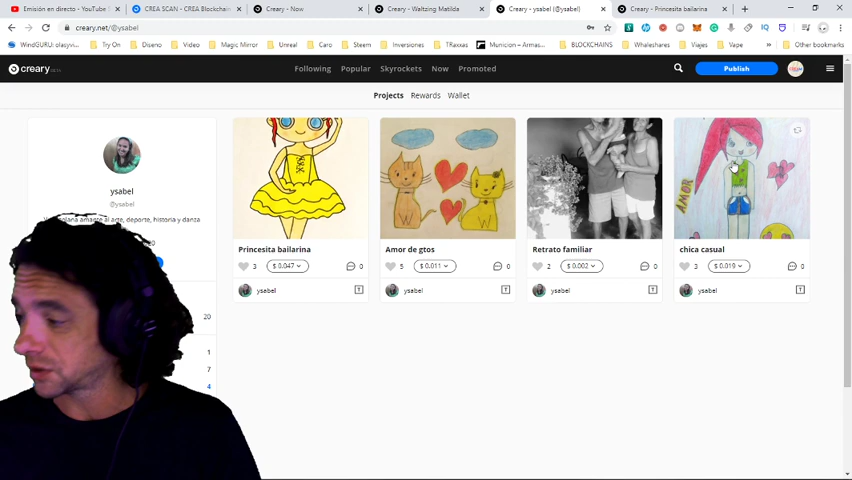 Emisión en directo - YouTube
CREA SCAN - CREA Blockchain
Creary - Now
Creary - Waltzing Matilda
Creary - ysabel (@ysabel)
Creary - Princesita bailarina
creary.net/@ysabel
WindGURU: olasyvi...
Diseno
Video
Magic Mirror
Unreal
Caro
Steem
Inversiones
TRaxxas
Munition – Armas...
BLOCKCHAINS
Whaleshares
Viajes
Vape
Other bookmarks
creary
Following
Popular
Skyrockets
Now
Promoted
Publish
Projects
Rewards
Wallet
ysabel
@ysabel
amante al arte, deporte, historia y danza
20
1
7
4
AMOR
Princesita bailarina
Amor de gtos
Retrato familiar
chica casual
3
$ 0.047
0
5
$ 0.011
0
2
$ 0.002
0
3
$ 0.019
0
ysabel
ysabel
ysabel
ysabel